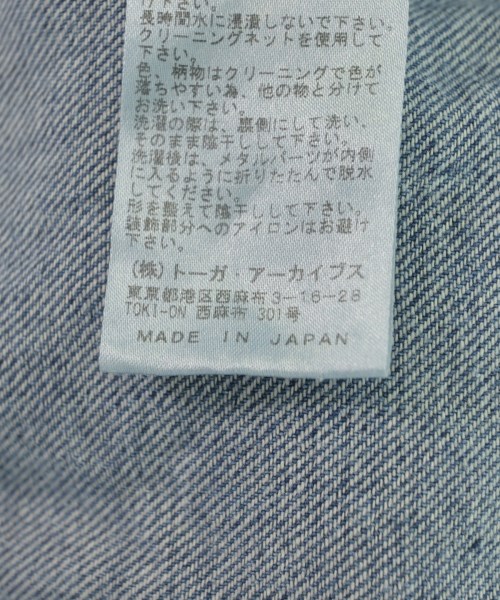 け下さい。
長時間水に浸漬しないで下さい。
クリーニングネットを使用して
下さい。
色、柄物はクリーニングで色が
落ちやすい為、他の物と分けて
お洗い下さい。
洗濯の際は、裏側にして洗い、
そのまま陰干しして下さい。
洗濯後は、メタルパーツが内側
に入るように折りたたんで脱水
してください。
形を整えて陰干しして下さい。
装飾部分へのアイロンはお避け
下さい。
(株)トーガ・アーカイブス
東京都港区西麻布3-16-28
TOKI-ON 西麻布 301号
MADE IN JAPAN